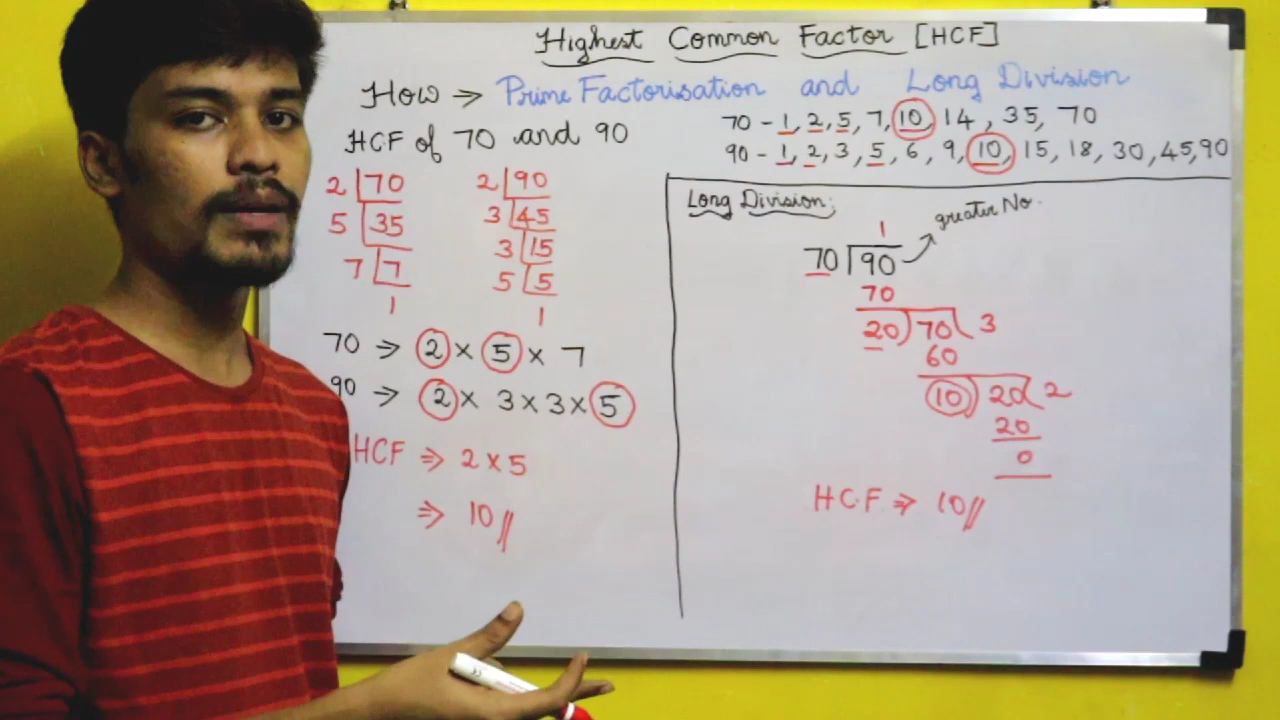 Highest Common Factor [HCF]
How ⇒ Prime Factorisation and Long Division
HCF of 70 and 90
70 - 1, 2, 5, 7, 10, 14, 35, 70
90 - 1, 2, 3, 5, 6, 9, 10, 15, 18, 30, 45, 90
2 | 70
5 | 35
7 | 7
1
2 | 90
3 | 45
3 | 15
5 | 5
1
70 ⇒ 2 × 5 × 7
90 ⇒ 2 × 3 × 3 × 5
HCF ⇒ 2 × 5
⇒ 10 //
Long Division:
greater No.
1
70 ) 90
70
20 ) 70 ( 3
60
10 ) 20 ( 2
20
0
H.C.F ⇒ 10 //